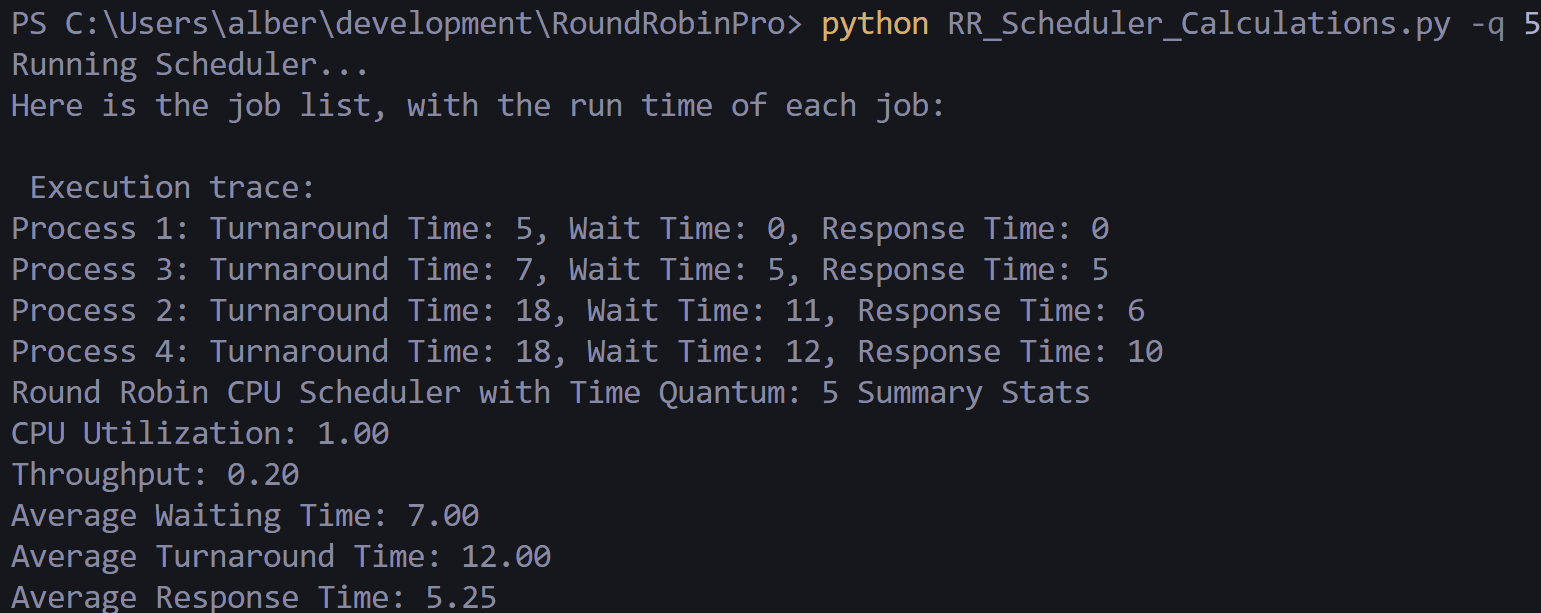 PS C:\Users\alber\development\RoundRobinPro> python RR_Scheduler_Calculations.py -q 5
Running Scheduler...
Here is the job list, with the run time of each job:
Execution trace:
Process 1: Turnaround Time: 5, Wait Time: 0, Response Time: 0
Process 3: Turnaround Time: 7, Wait Time: 5, Response Time: 5
Process 2: Turnaround Time: 18, Wait Time: 11, Response Time: 6
Process 4: Turnaround Time: 18, Wait Time: 12, Response Time: 10
Round Robin CPU Scheduler with Time Quantum: 5 Summary Stats
CPU Utilization: 1.00
Throughput: 0.20
Average Waiting Time: 7.00
Average Turnaround Time: 12.00
Average Response Time: 5.25